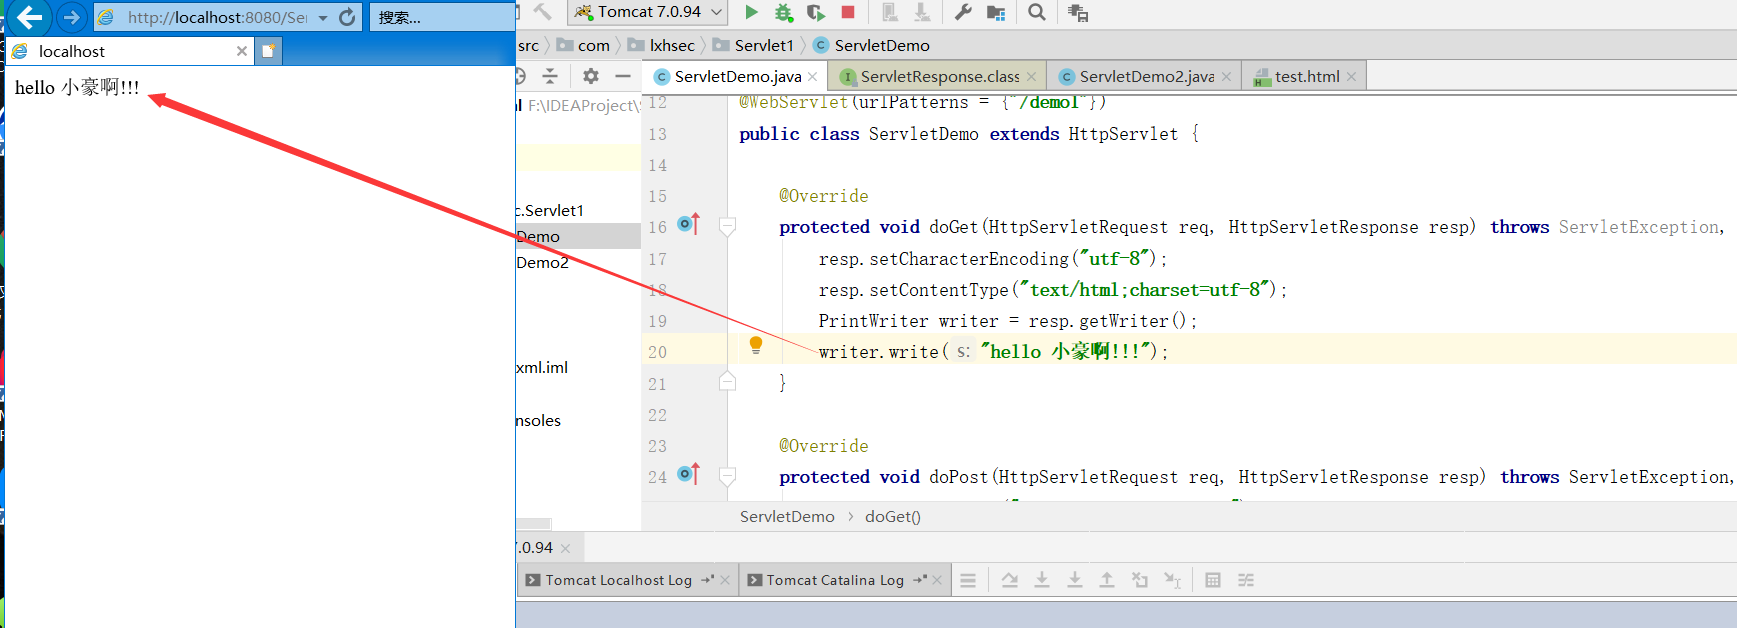 http://localhost:8080/Se
搜索...
localhost
hello 小豪啊!!!
Tomcat 7.0.94
src
com
lxhsec
Servlet1
ServletDemo
ServletDemo.java
ServletResponse.class
ServletDemo2.java
test.html
F:\IDEAProject\
c.Servlet1
Demo
Demo2
xml.iml
nsoles
12 @WebServlet(urlPatterns = {"/demo1"})
13 public class ServletDemo extends HttpServlet {
14
15 @Override
16 protected void doGet(HttpServletRequest req, HttpServletResponse resp) throws ServletException,
17 resp.setCharacterEncoding("utf-8");
18 resp.setContentType("text/html;charset=utf-8");
19 PrintWriter writer = resp.getWriter();
20 writer.write( s: "hello 小豪啊!!!");
21 }
22
23 @Override
24 protected void doPost(HttpServletRequest req, HttpServletResponse resp) throws ServletException,
ServletDemo
doGet()
7.0.94
Tomcat Localhost Log
Tomcat Catalina Log